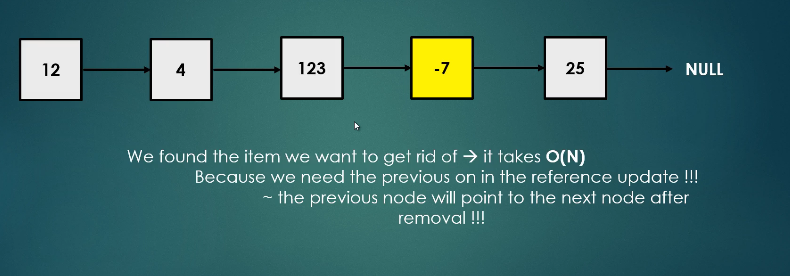 12 4 123 -7 25 NULL
We found the item we want to get rid of → it takes O(N)
Because we need the previous on in the reference update !!!
~ the previous node will point to the next node after
removal !!!